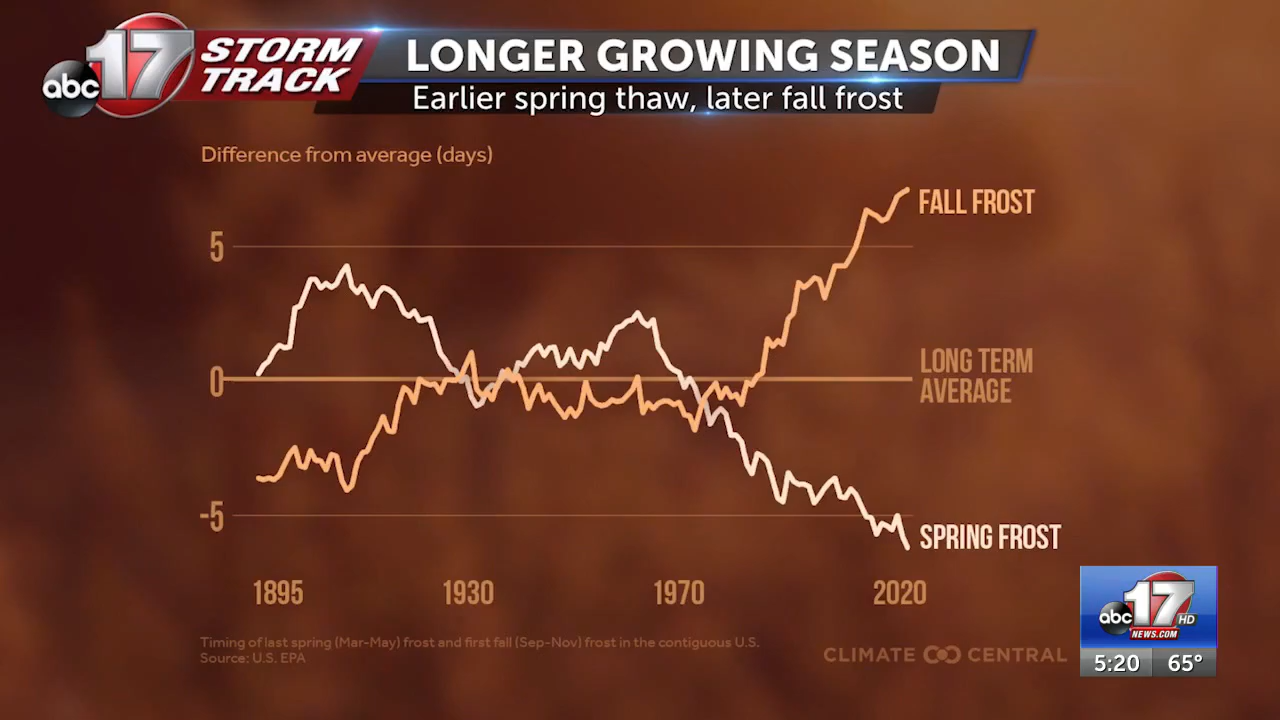 abc 17 STORM TRACK
LONGER GROWING SEASON
Earlier spring thaw, later fall frost
Difference from average (days)
FALL FROST
5
LONG TERM
AVERAGE
0
-5
SPRING FROST
1895 1930 1970 2020
Timing of last spring (Mar-May) frost and first fall (Sep-Nov) frost in the contiguous U.S.
Source: U.S. EPA
CLIMATE CENTRAL
abc 17 HD
NEWS.COM
5:20 65°